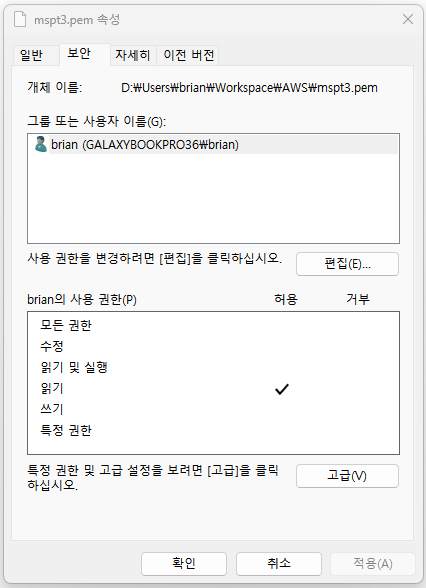 mspt3.pem 속성
일반 보안 자세히 이전 버전
개체 이름: D:₩Users₩brian₩Workspace₩AWS₩mspt3.pem
그룹 또는 사용자 이름(G):
brian (GALAXYBOOKPRO36₩brian)
사용 권한을 변경하려면 [편집]을 클릭하십시오.
편집(E)...
brian의 사용 권한(P) 허용 거부
모든 권한
수정
읽기 및 실행
읽기
쓰기
특정 권한
특정 권한 및 고급 설정을 보려면 [고급]을 클릭
하십시오.
고급(V)
확인 취소 적용(A)